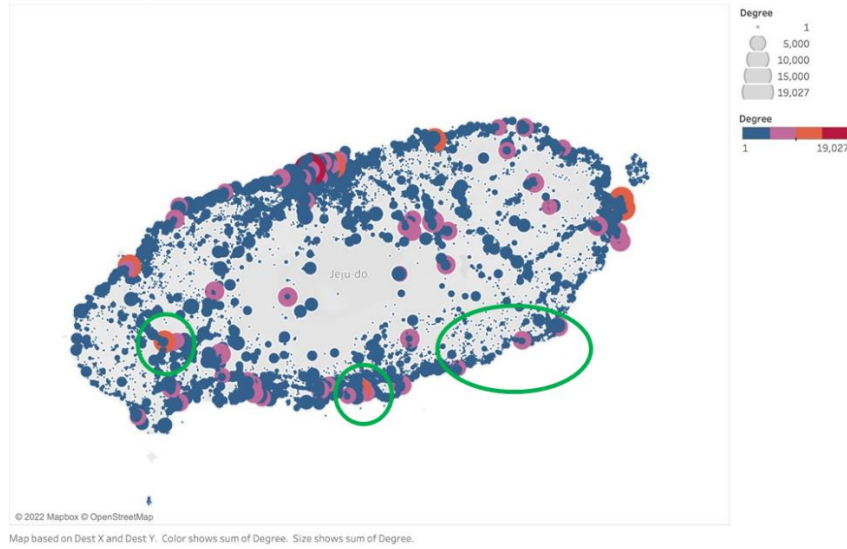 Degree
1
5,000
10,000
15,000
19,027
Degree
1 19,027
Jeju-do
© 2022 Mapbox © OpenStreetMap
Map based on Dest X and Dest Y. Color shows sum of Degree. Size shows sum of Degree.